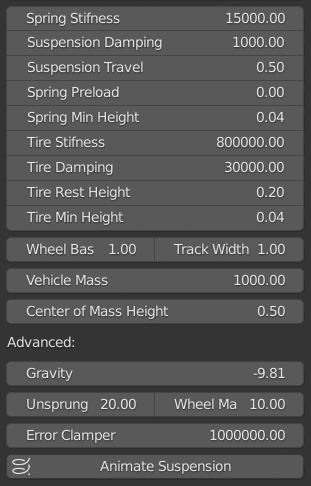 Spring Stifness 15000.00
Suspension Damping 1000.00
Suspension Travel 0.50
Spring Preload 0.00
Spring Min Height 0.04
Tire Stifness 800000.00
Tire Damping 30000.00
Tire Rest Height 0.20
Tire Min Height 0.04
Wheel Bas 1.00 Track Width 1.00
Vehicle Mass 1000.00
Center of Mass Height 0.50
Advanced:
Gravity -9.81
Unsprung 20.00 Wheel Ma 10.00
Error Clamper 1000000.00
Animate Suspension